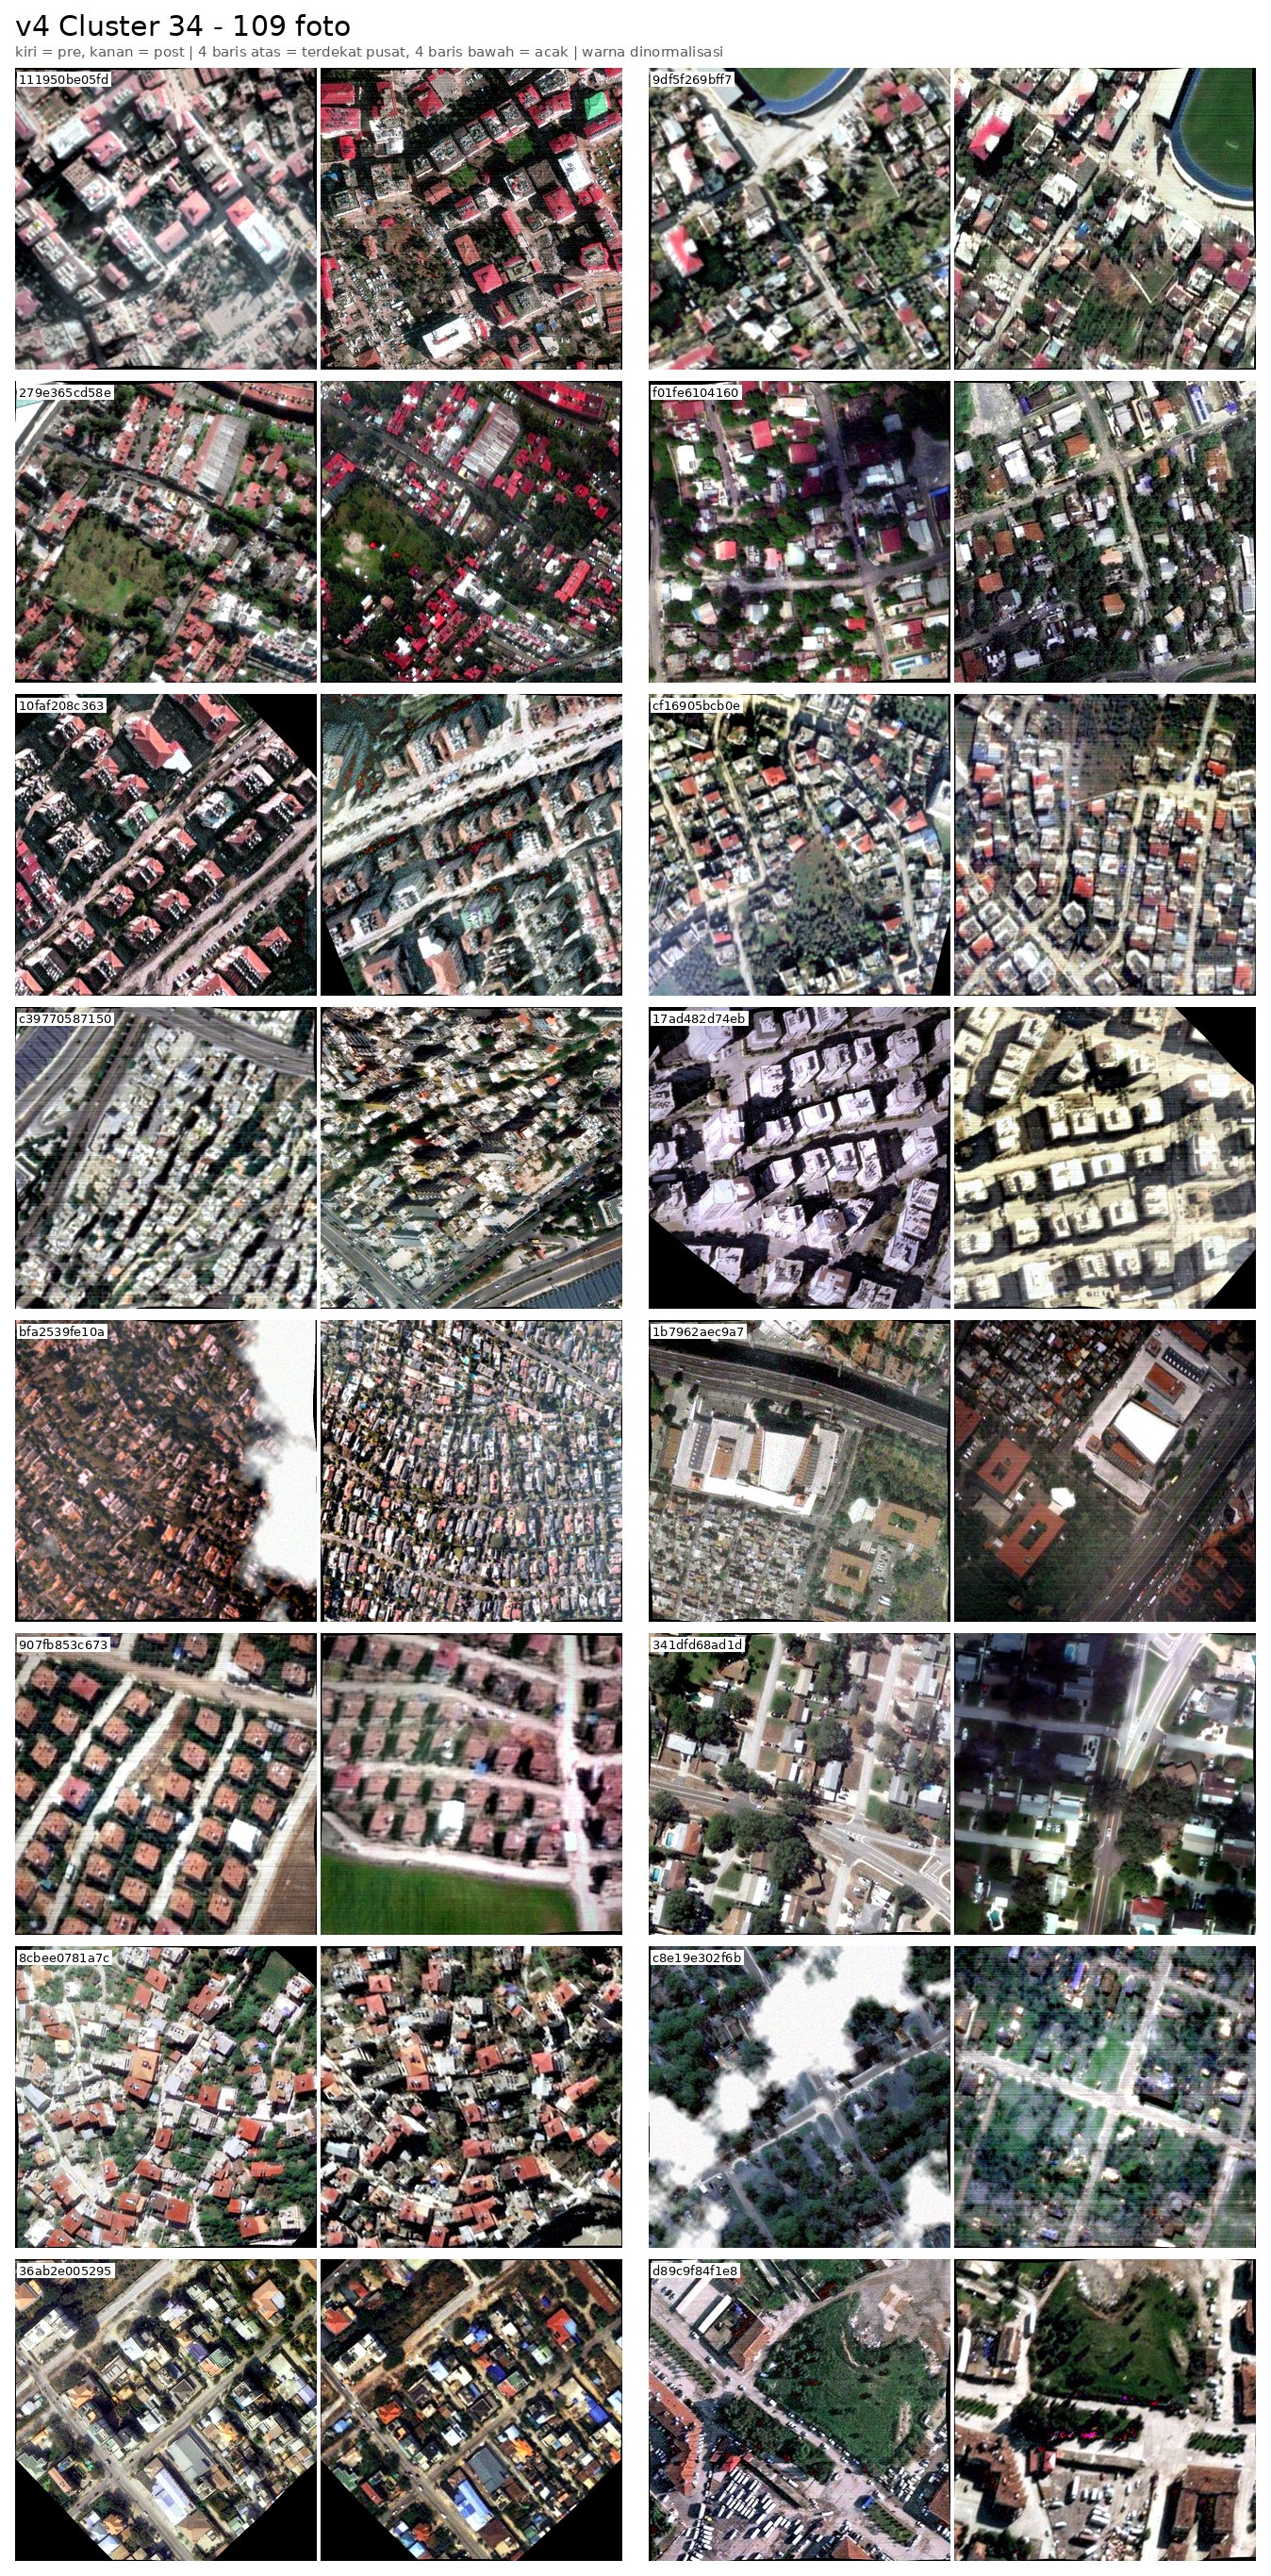 v4 Cluster 34 - 109 foto
kiri = pre, kanan = post | 4 baris atas = terdekat pusat, 4 baris bawah = acak | warna dinormalisasi
111950be05fd
9df5f269bff7
279e365cd58e
f01fe6104160
10faf208c363
cf16905bcb0e
c39770587150
17ad482d74eb
bfa2539fe10a
1b7962aec9a7
907fb853c673
341dfd68ad1d
8cbee0781a7c
c8e19e302f6b
36ab2e005295
d89c9f84f1e8